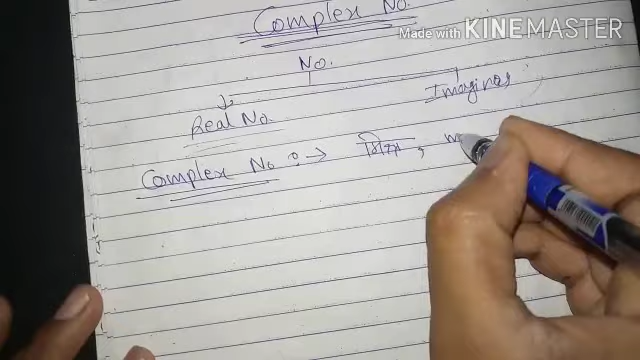 Complex No.
Made with KINEMASTER
No.
Real No.
Imaginary
Complex No. :→ मिश्र,